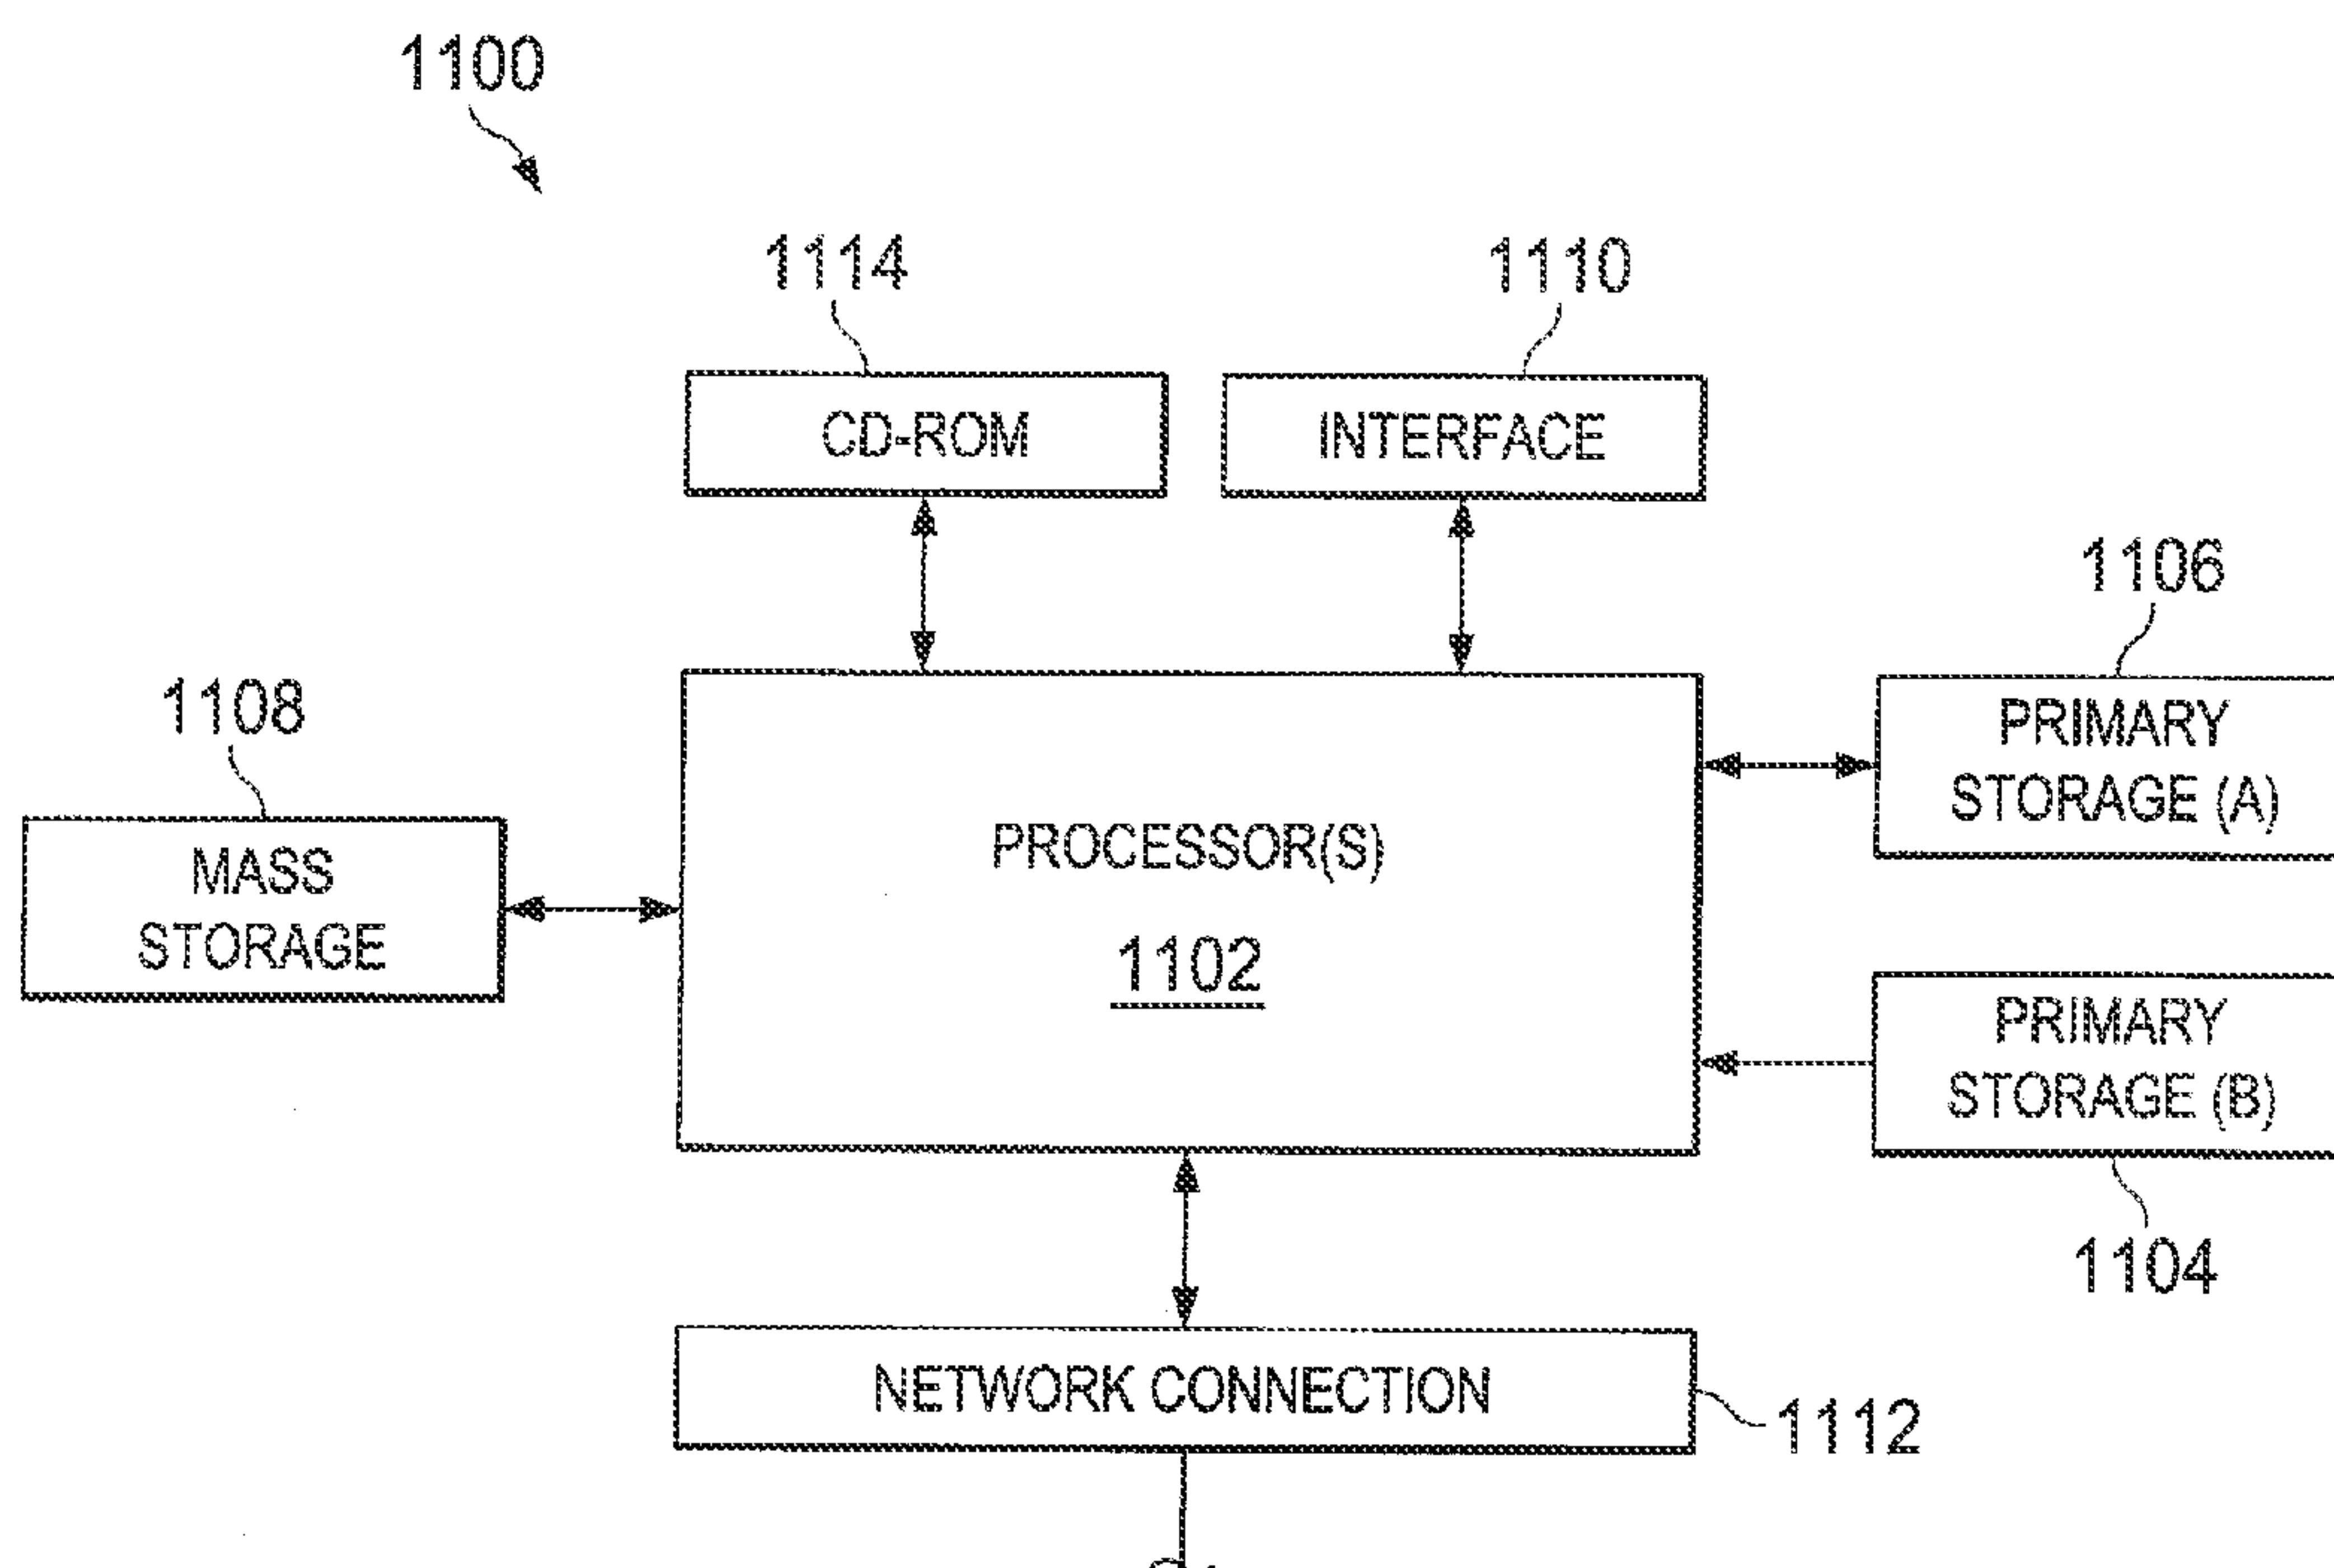 1100
1114
1110
CD-ROM
INTERFACE
1106
1108
PRIMARY
STORAGE (A)
MASS
STORAGE
PROCESSOR(S)
1102
PRIMARY
STORAGE (B)
1104
NETWORK CONNECTION
1112